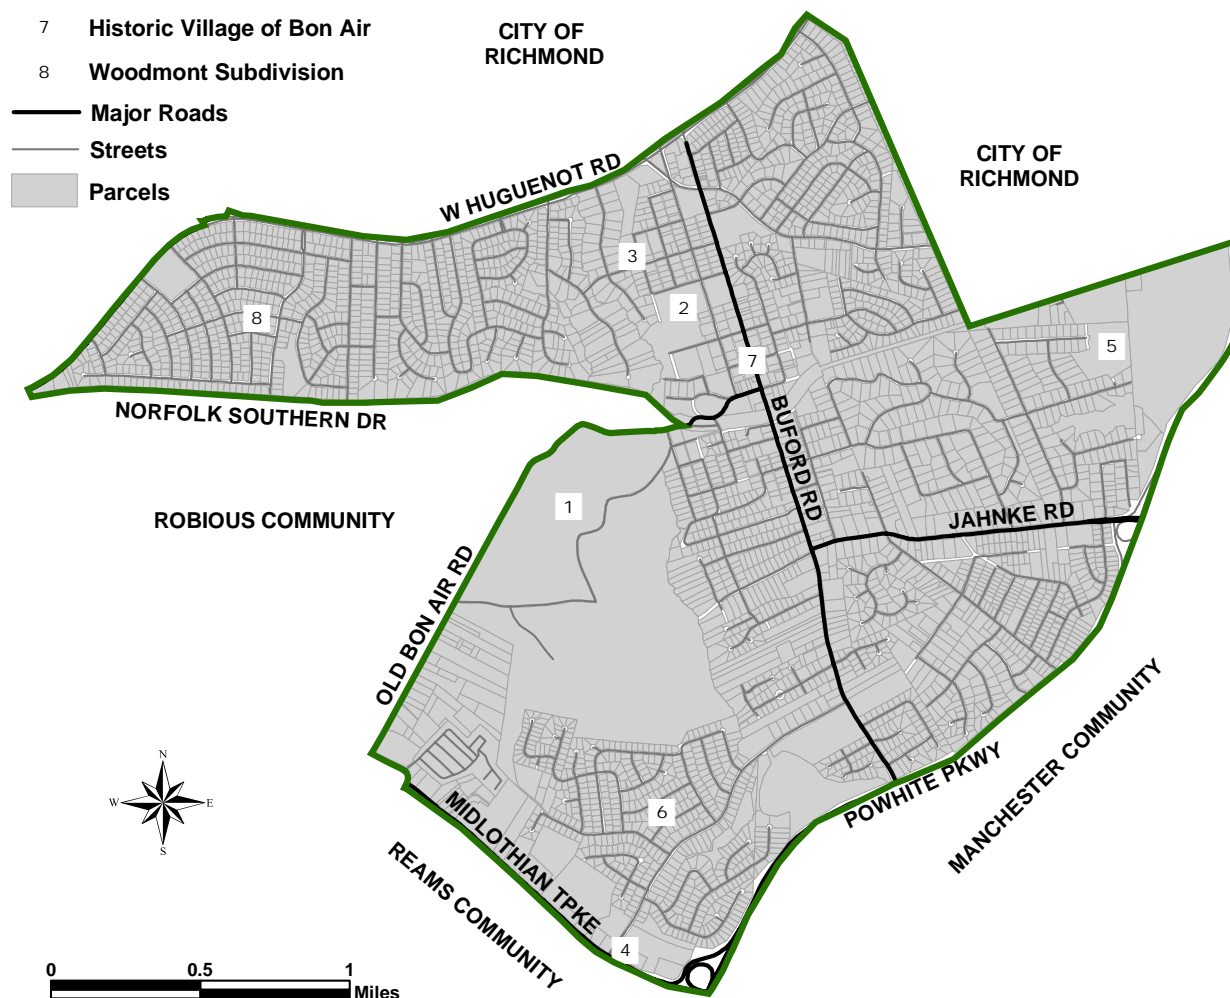 7 Historic Village of Bon Air
8 Woodmont Subdivision
Major Roads
Streets
Parcels
CITY OF
RICHMOND
CITY OF
RICHMOND
W HUGUENOT RD
3
2
8
7
5
NORFOLK SOUTHERN DR
BUFORD RD
ROBIOUS COMMUNITY
1
JAHNKE RD
OLD BON AIR RD
MANCHESTER COMMUNITY
POWHITE PKWY
6
MIDLOTHIAN TPKE
REAMS COMMUNITY
4
N
W E
S
0 0.5 1
Miles